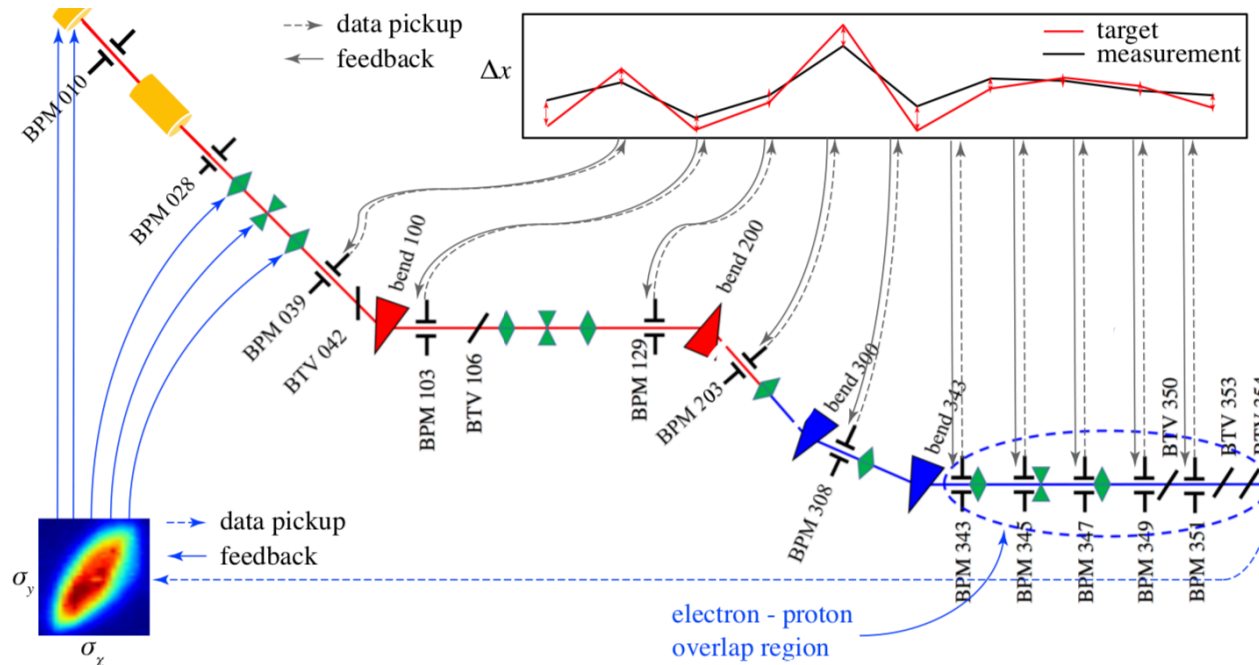 data pickup
feedback
Δx
target
measurement
BPM 010
BPM 028
BPM 039
BTV 042
bend 100
BPM 103
BTV 106
BPM 129
bend 200
BPM 203
bend 300
BPM 308
bend 343
BPM 343
BPM 345
BPM 347
BPM 349
BTV 350
BPM 351
BTV 353
data pickup
feedback
σy
σχ
electron - proton
overlap region